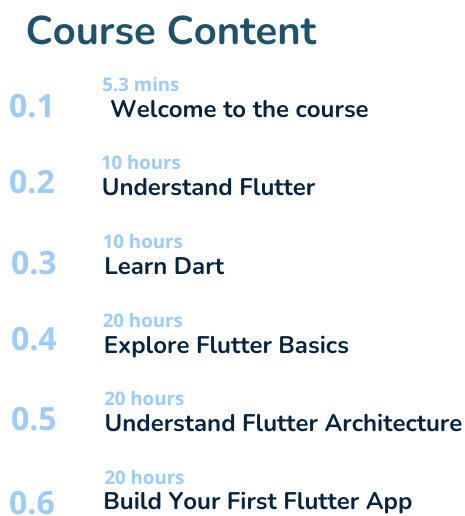 Course Content
5.3 mins
0.1 Welcome to the course
10 hours
0.2 Understand Flutter
10 hours
0.3 Learn Dart
20 hours
0.4 Explore Flutter Basics
20 hours
0.5 Understand Flutter Architecture
20 hours
0.6 Build Your First Flutter App